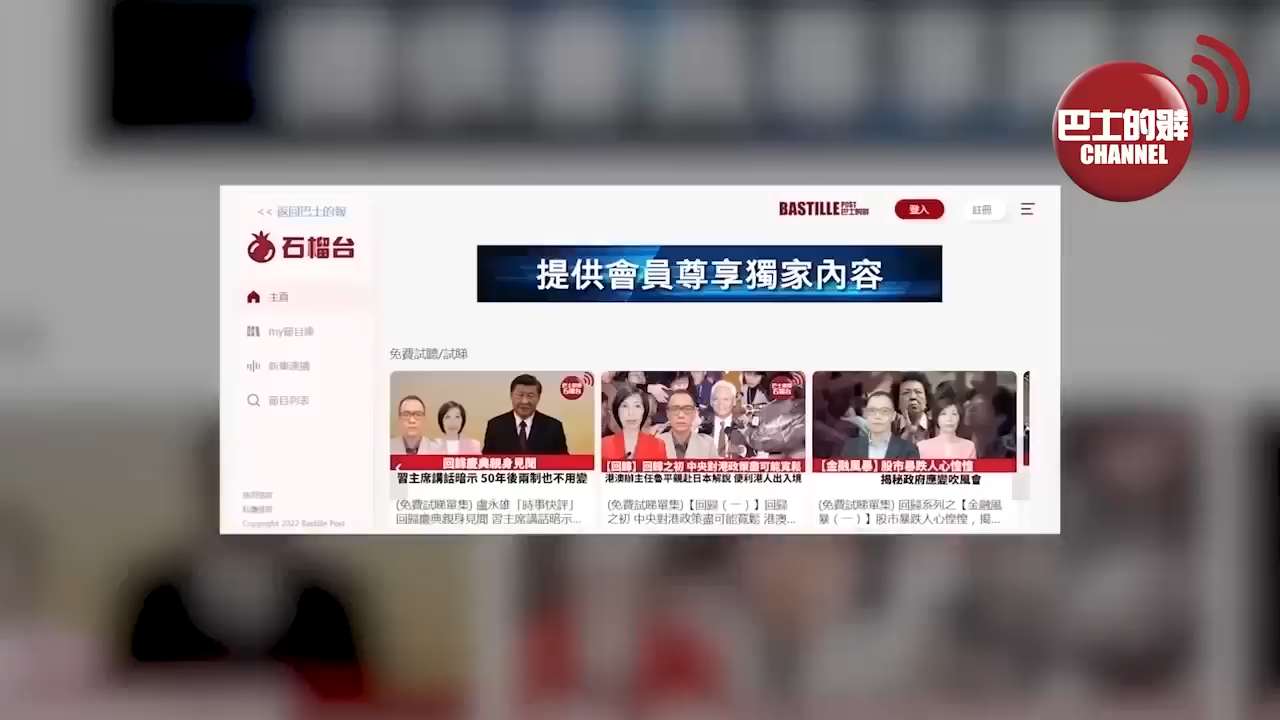 巴士的報
CHANNEL
<< 返回巴士的報
BASTILLE POST
巴士的報
登入
註冊
石榴台
提供會員尊享獨家內容
主頁
my節目庫
新聞連播
節目列表
免費試聽/試睇
回歸慶典親身見聞
習主席講話暗示 50年後兩制也不用變
(免費試睇單集) 盧永雄「時事快評」
回歸慶典親身見聞 習主席講話暗示...
【回歸】回歸之初 中央對港政策盡可能寬鬆
港澳辦主任魯平親赴日本解說 便利港人出入境
(免費試睇單集)【回歸（一）】回歸
之初 中央對港政策盡可能寬鬆 港澳...
【金融風暴】股市暴跌人心惶惶
揭秘政府應變吹風會
(免費試睇單集) 回歸系列之【金融風
暴（一）】股市暴跌人心惶惶，揭...
Copyright 2022 Bastille Post